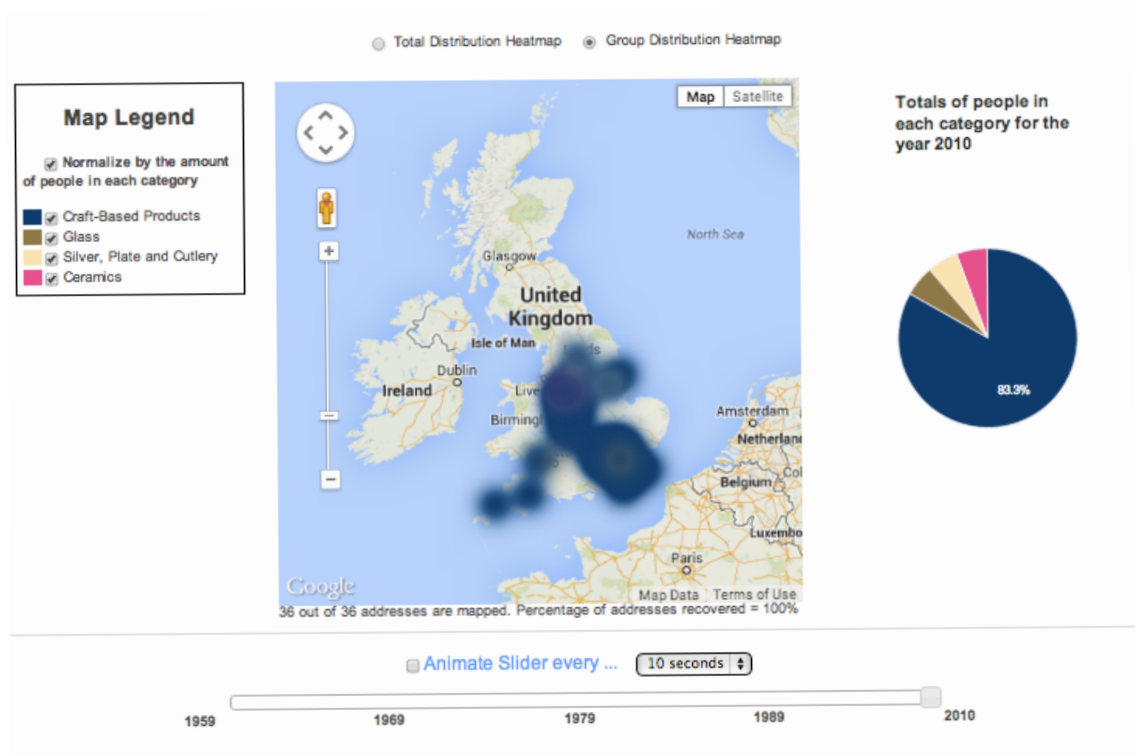 Total Distribution Heatmap Group Distribution Heatmap
Map Legend
Normalize by the amount
of people in each category
Craft-Based Products
Glass
Silver, Plate and Cutlery
Ceramics
Map Satellite
North Sea
Glasgow
United
Kingdom
Isle of Man
Dublin
Ireland
Live
Birmingh
Amsterdam
Netherland
Belgium
Col
Luxembo
Paris
Google
Map Data Terms of Use
36 out of 36 addresses are mapped. Percentage of addresses recovered = 100%
Totals of people in
each category for the
year 2010
83.3%
Animate Slider every ... 10 seconds
1959 1969 1979 1989 2010